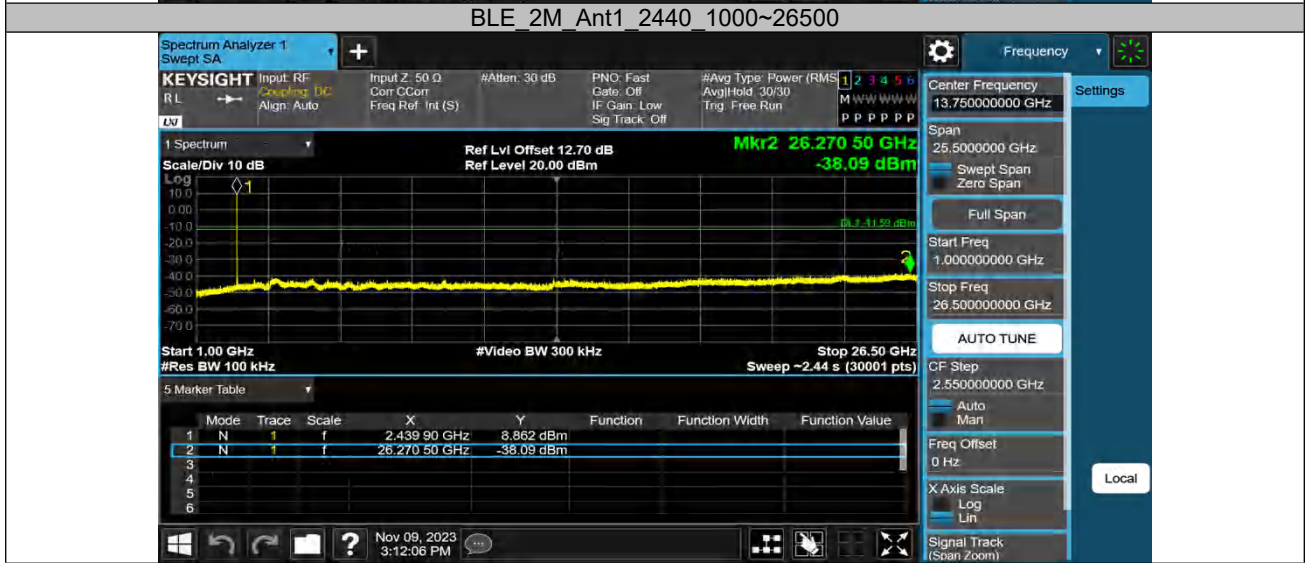 BLE_2M_Ant1_2440_1000~26500
Spectrum Analyzer 1
Swept SA
+
Frequency
KEYSIGHT
RL
LXI
Input: RF
Coupling: DC
Align: Auto
Input Z: 50 Ω
Corr CCorr
Freq Ref: Int (S)
#Atten: 30 dB
PNO: Fast
Gate: Off
IF Gain: Low
Sig Track: Off
#Avg Type: Power (RMS
Avg|Hold: 30/30
Trig: Free Run
1 2 3 4 5 6
M W W W W W
P P P P P P
1 Spectrum
Scale/Div 10 dB
Log
Ref Lvl Offset 12.70 dB
Ref Level 20.00 dBm
Mkr2 26.270 50 GHz
-38.09 dBm
10.0
0.00
-10.0
-20.0
-30.0
-40.0
-50.0
-60.0
-70.0
1
DL1 -11.59 dBm
2
Start 1.00 GHz
#Res BW 100 kHz
#Video BW 300 kHz
Stop 26.50 GHz
Sweep ~2.44 s (30001 pts)
5 Marker Table
Mode Trace Scale X Y Function Function Width Function Value
1 N 1 f 2.439 90 GHz 8.862 dBm
2 N 1 f 26.270 50 GHz -38.09 dBm
3
4
5
6
?
Nov 09, 2023
3:12:06 PM
Center Frequency
13.750000000 GHz
Settings
Span
25.5000000 GHz
Swept Span
Zero Span
Full Span
Start Freq
1.000000000 GHz
Stop Freq
26.500000000 GHz
AUTO TUNE
CF Step
2.550000000 GHz
Auto
Man
Freq Offset
0 Hz
X Axis Scale
Log
Lin
Signal Track
(Span Zoom)
Local